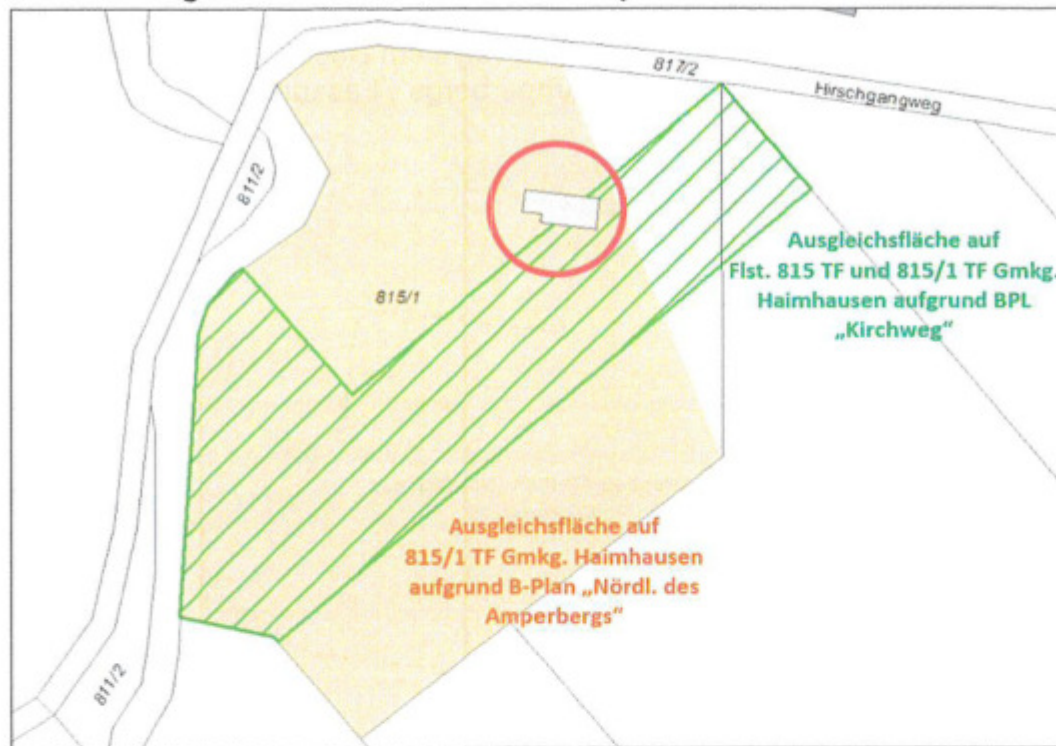 817/2
Hirschgangweg
811/2
815/1
Ausgleichsfläche auf
Flst. 815 TF und 815/1 TF Gmkg.
Haimhausen aufgrund BPL
„Kirchweg“
Ausgleichsfläche auf
815/1 TF Gmkg. Haimhausen
aufgrund B-Plan „Nördl. des
Amperbergs“
811/2